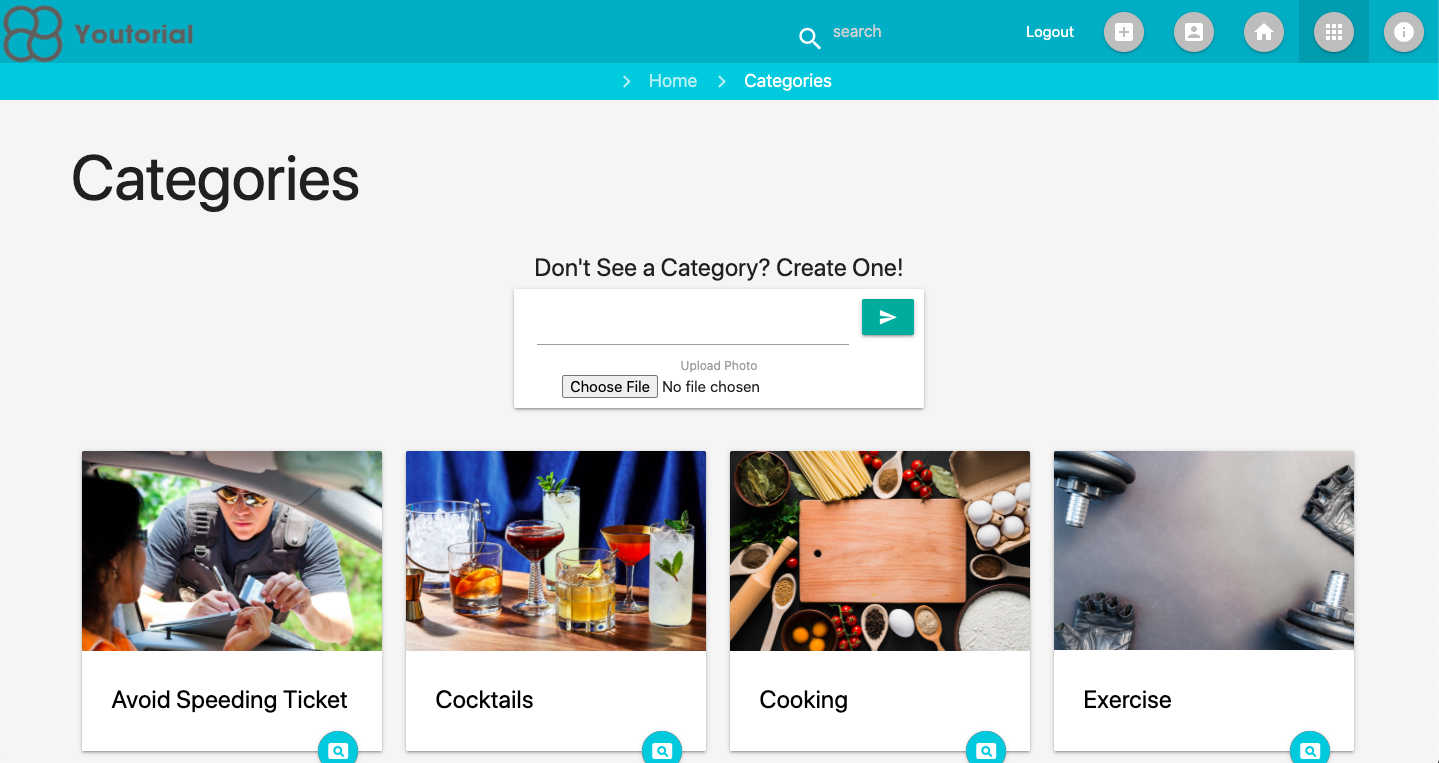 Youtorial
search
Logout
Home
Categories
Categories
Don't See a Category? Create One!
Upload Photo
Choose File No file chosen
Avoid Speeding Ticket
Cocktails
Cooking
Exercise